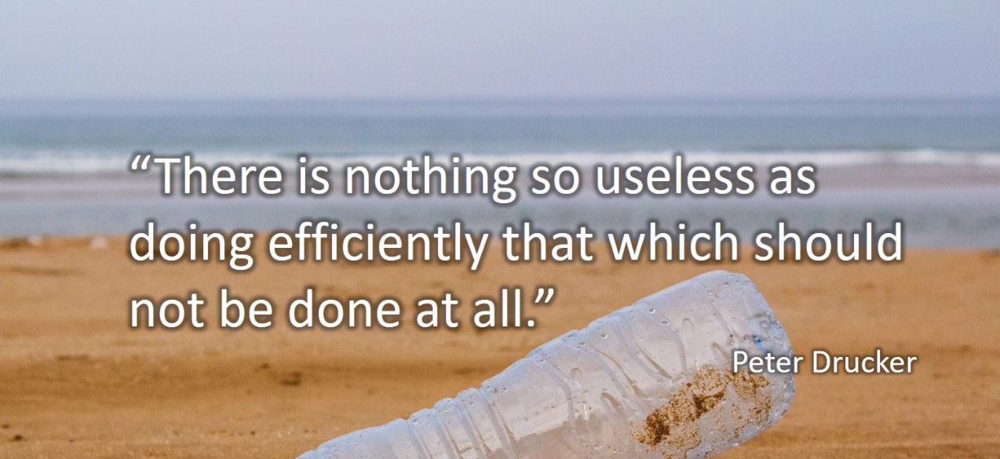 “There is nothing so useless as
doing efficiently that which should
not be done at all.”
Peter Drucker